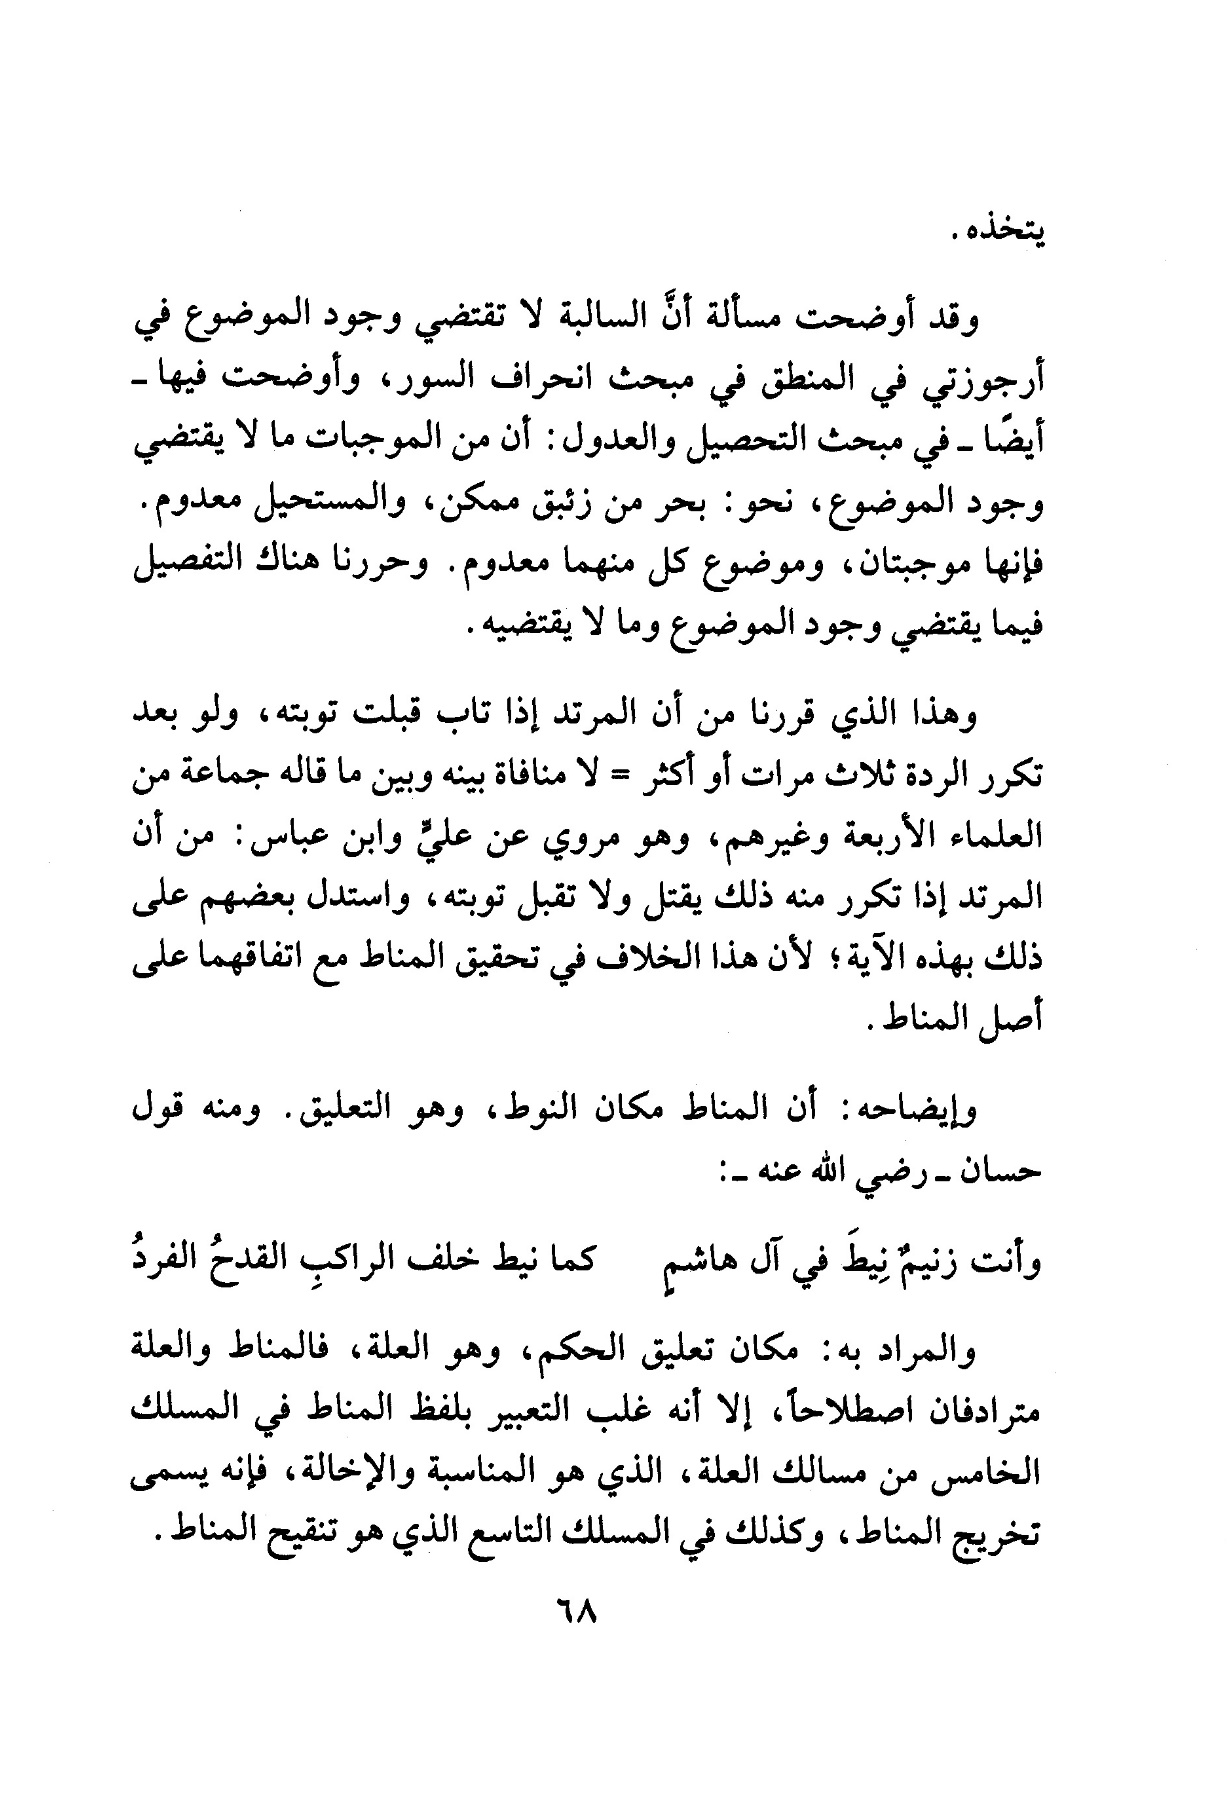 يتخذه.
وقد أوضحت مسألة أنَّ السالبة لا تقتضي وجود الموضوع في
أرجوزتي في المنطق في مبحث انحراف السور، وأوضحت فيها ـ
أيضًا ـ في مبحث التحصيل والعدول: أن من الموجبات ما لا يقتضي
وجود الموضوع، نحو: بحر من زئبق ممكن، والمستحيل معدوم.
فإنها موجبتان، وموضوع كل منهما معدوم. وحررنا هناك التفصيل
فيما يقتضي وجود الموضوع وما لا يقتضيه.
وهذا الذي قررنا من أن المرتد إذا تاب قبلت توبته، ولو بعد
تكرر الردة ثلاث مرات أو أكثر = لا منافاة بينه وبين ما قاله جماعة من
العلماء الأربعة وغيرهم، وهو مروي عن عليٍّ وابن عباس: من أن
المرتد إذا تكرر منه ذلك يقتل ولا تقبل توبته، واستدل بعضهم على
ذلك بهذه الآية؛ لأن هذا الخلاف في تحقيق المناط مع اتفاقهما على
أصل المناط.
وإيضاحه: أن المناط مكان النوط، وهو التعليق. ومنه قول
حسان ـ رضي الله عنه ـ:
وأنت زنيمٌ نِيطَ في آل هاشمٍ كما نيط خلف الراكبِ القدحُ الفردُ
والمراد به: مكان تعليق الحكم، وهو العلة، فالمناط والعلة
مترادفان اصطلاحاً، إلا أنه غلب التعبير بلفظ المناط في المسلك
الخامس من مسالك العلة، الذي هو المناسبة والإخالة، فإنه يسمى
تخريج المناط، وكذلك في المسلك التاسع الذي هو تنقيح المناط.
٦٨